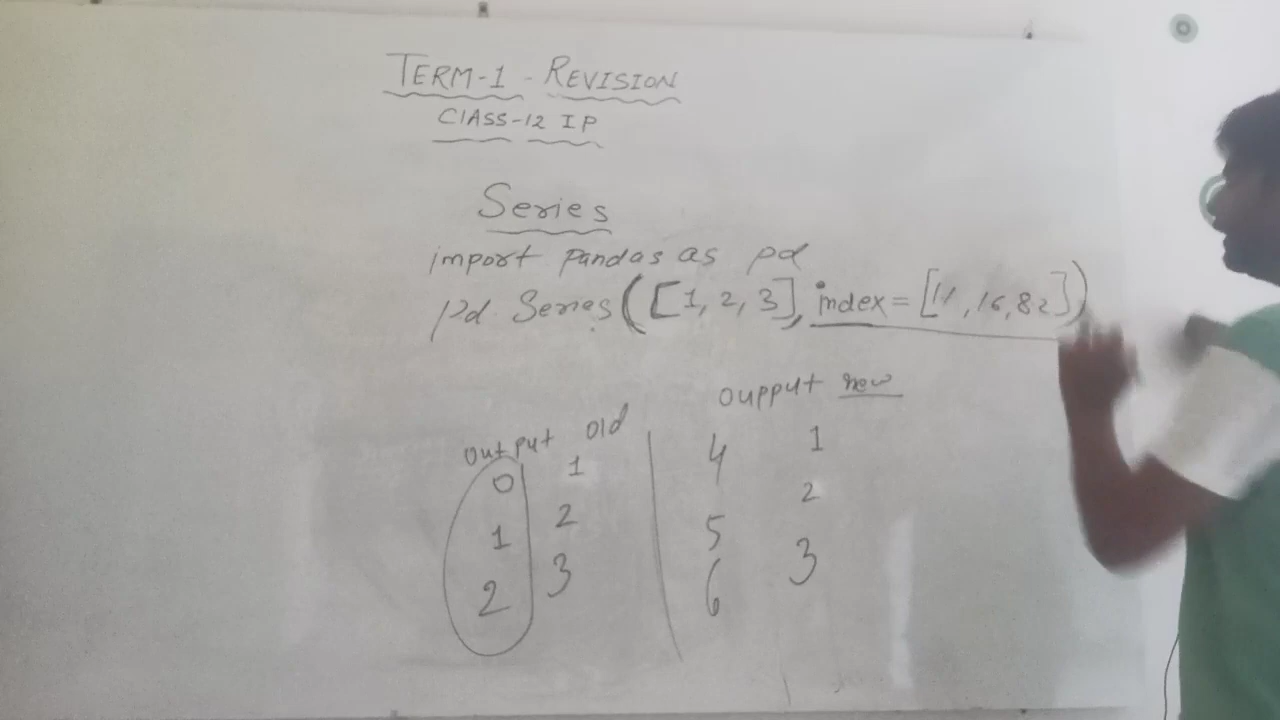 TERM-1 - REVISION
CLASS-12 IP
Series
import Pandas as pd
Pd. Series([1, 2, 3], index = [11, 16, 82])
output old
0 1
1 2
2 3
oupput new
4 1
5 2
6 3